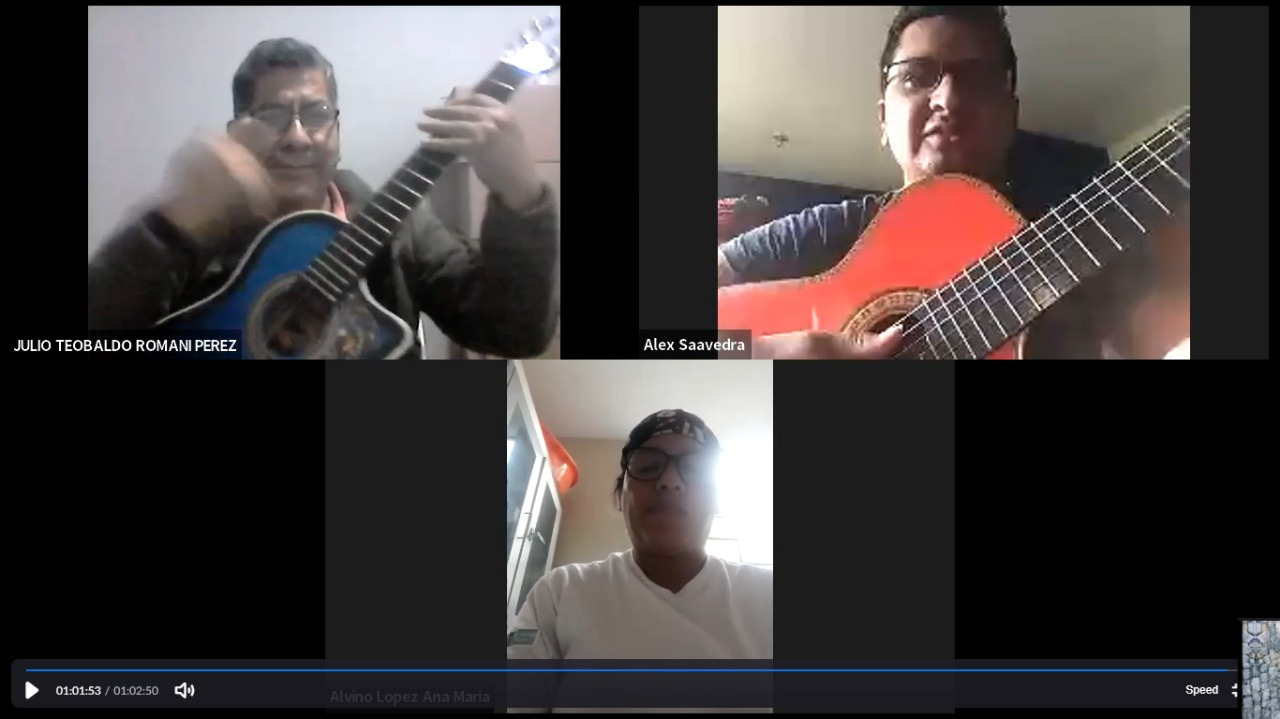 JULIO TEOBALDO ROMANI PEREZ
Alex Saavedra
Alvino Lopez Ana Maria
01:01:53 / 01:02:50
Speed